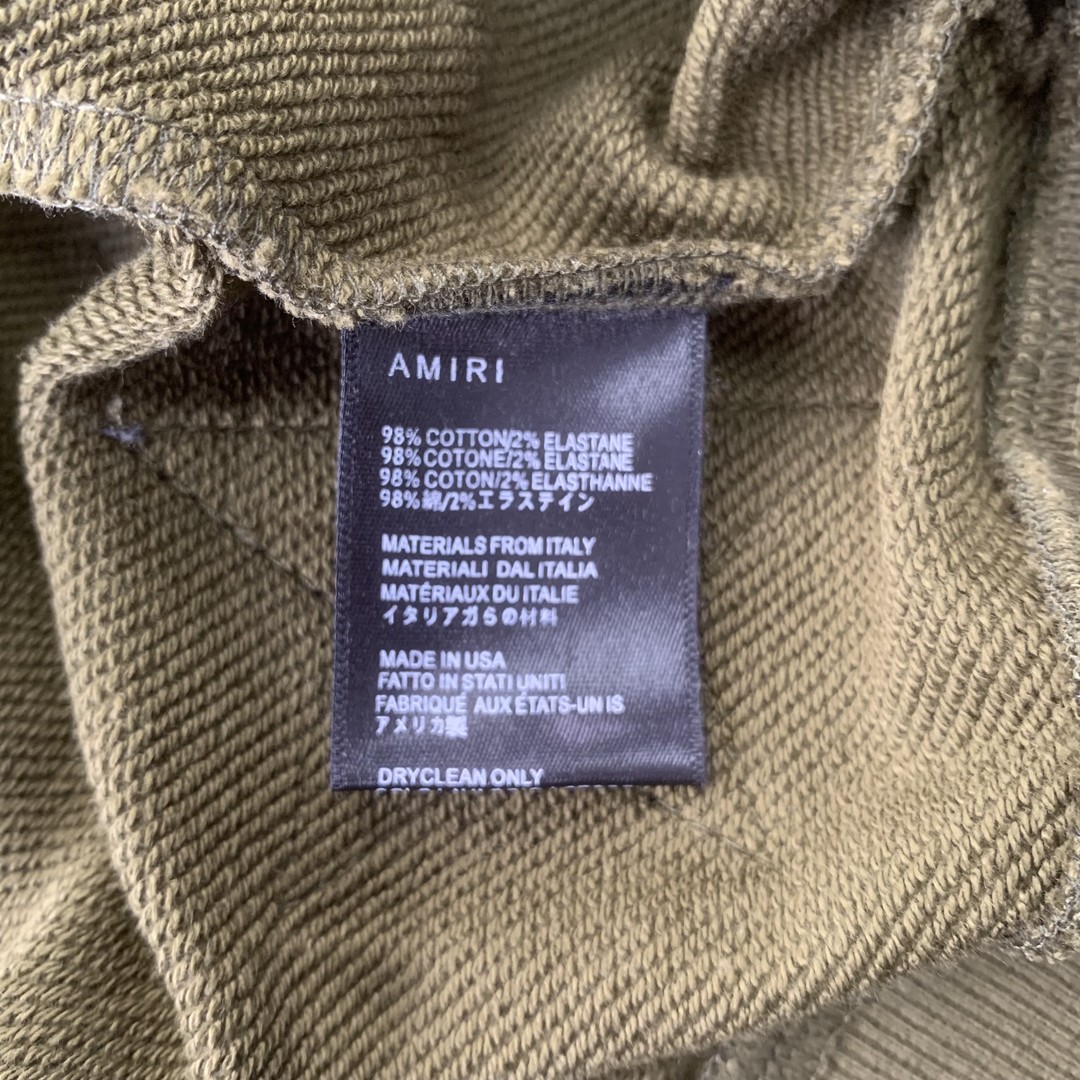 AMIRI
98% COTTON/2% ELASTANE
98% COTONE/2% ELASTANE
98% COTON/2% ELASTHANNE
98%綿/2%エラステイン
MATERIALS FROM ITALY
MATERIALI DAL ITALIA
MATÉRIAUX DU ITALIE
イタリアガらの材料
MADE IN USA
FATTO IN STATI UNITI
FABRIQUÉ AUX ÉTATS-UNIS
アメリカ製
DRYCLEAN ONLY